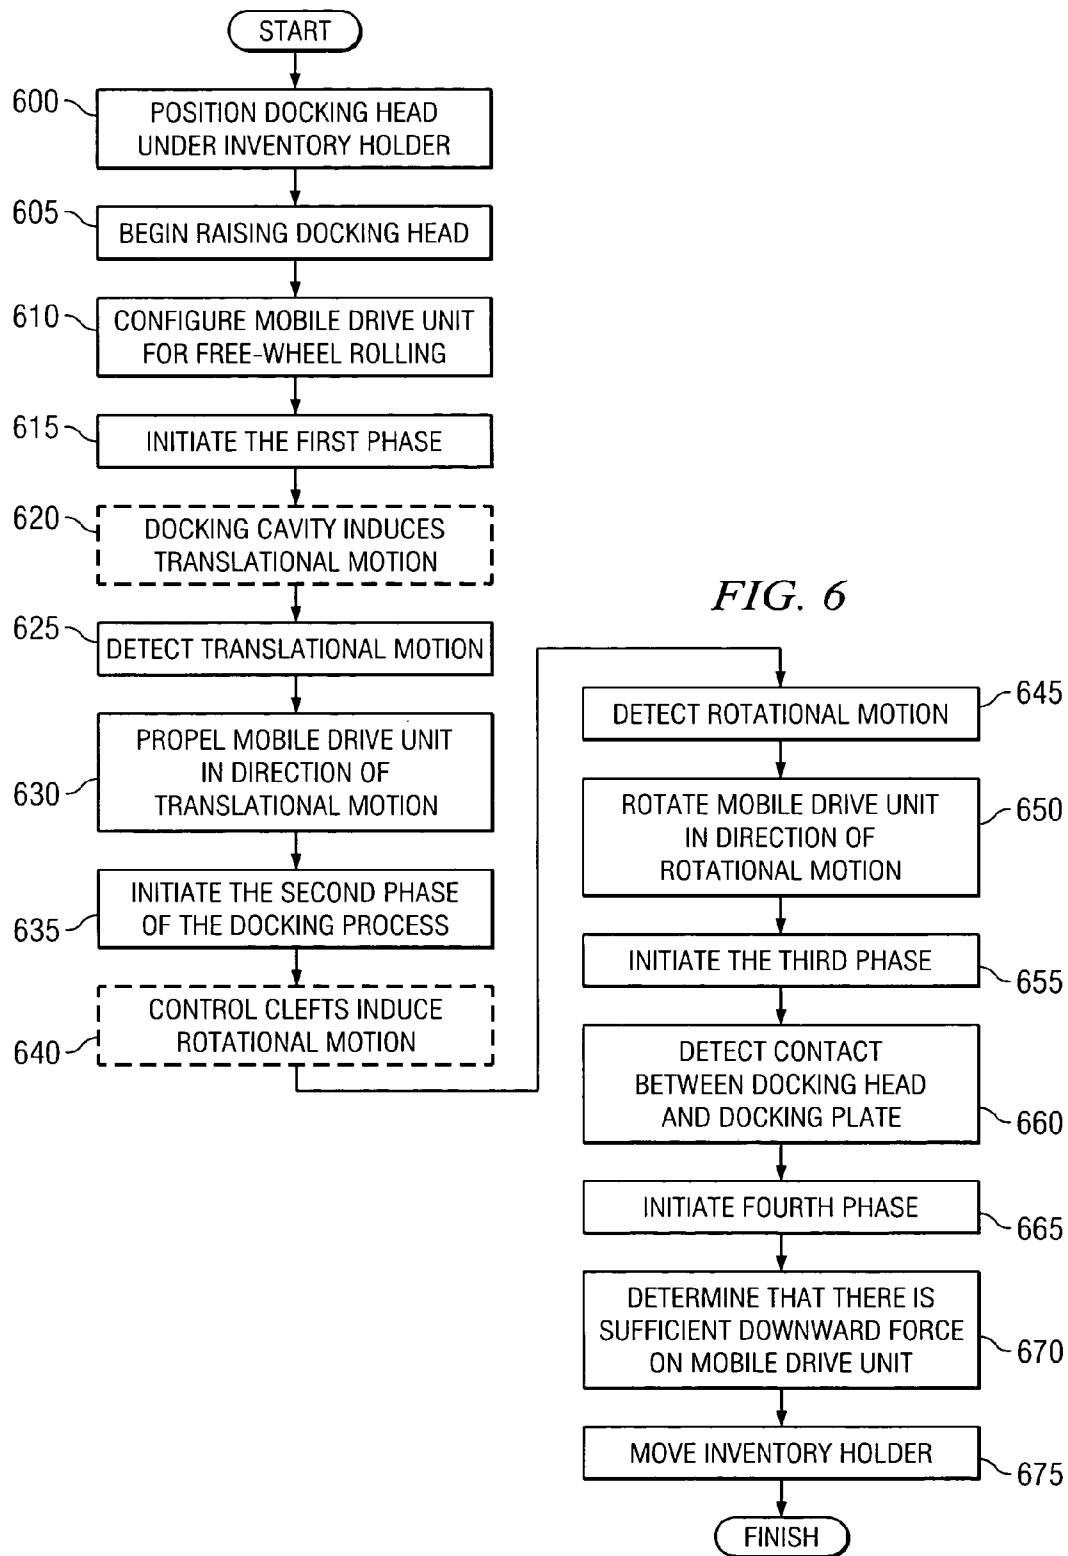 START
600
POSITION DOCKING HEAD
UNDER INVENTORY HOLDER
605
BEGIN RAISING DOCKING HEAD
610
CONFIGURE MOBILE DRIVE UNIT
FOR FREE-WHEEL ROLLING
615
INITIATE THE FIRST PHASE
620
DOCKING CAVITY INDUCES
TRANSLATIONAL MOTION
625
DETECT TRANSLATIONAL MOTION
630
PROPEL MOBILE DRIVE UNIT
IN DIRECTION OF
TRANSLATIONAL MOTION
635
INITIATE THE SECOND PHASE
OF THE DOCKING PROCESS
640
CONTROL CLEFTS INDUCE
ROTATIONAL MOTION
FIG. 6
DETECT ROTATIONAL MOTION
645
ROTATE MOBILE DRIVE UNIT
IN DIRECTION OF
ROTATIONAL MOTION
650
INITIATE THE THIRD PHASE
655
DETECT CONTACT
BETWEEN DOCKING HEAD
AND DOCKING PLATE
660
INITIATE FOURTH PHASE
665
DETERMINE THAT THERE IS
SUFFICIENT DOWNWARD FORCE
ON MOBILE DRIVE UNIT
670
MOVE INVENTORY HOLDER
675
FINISH